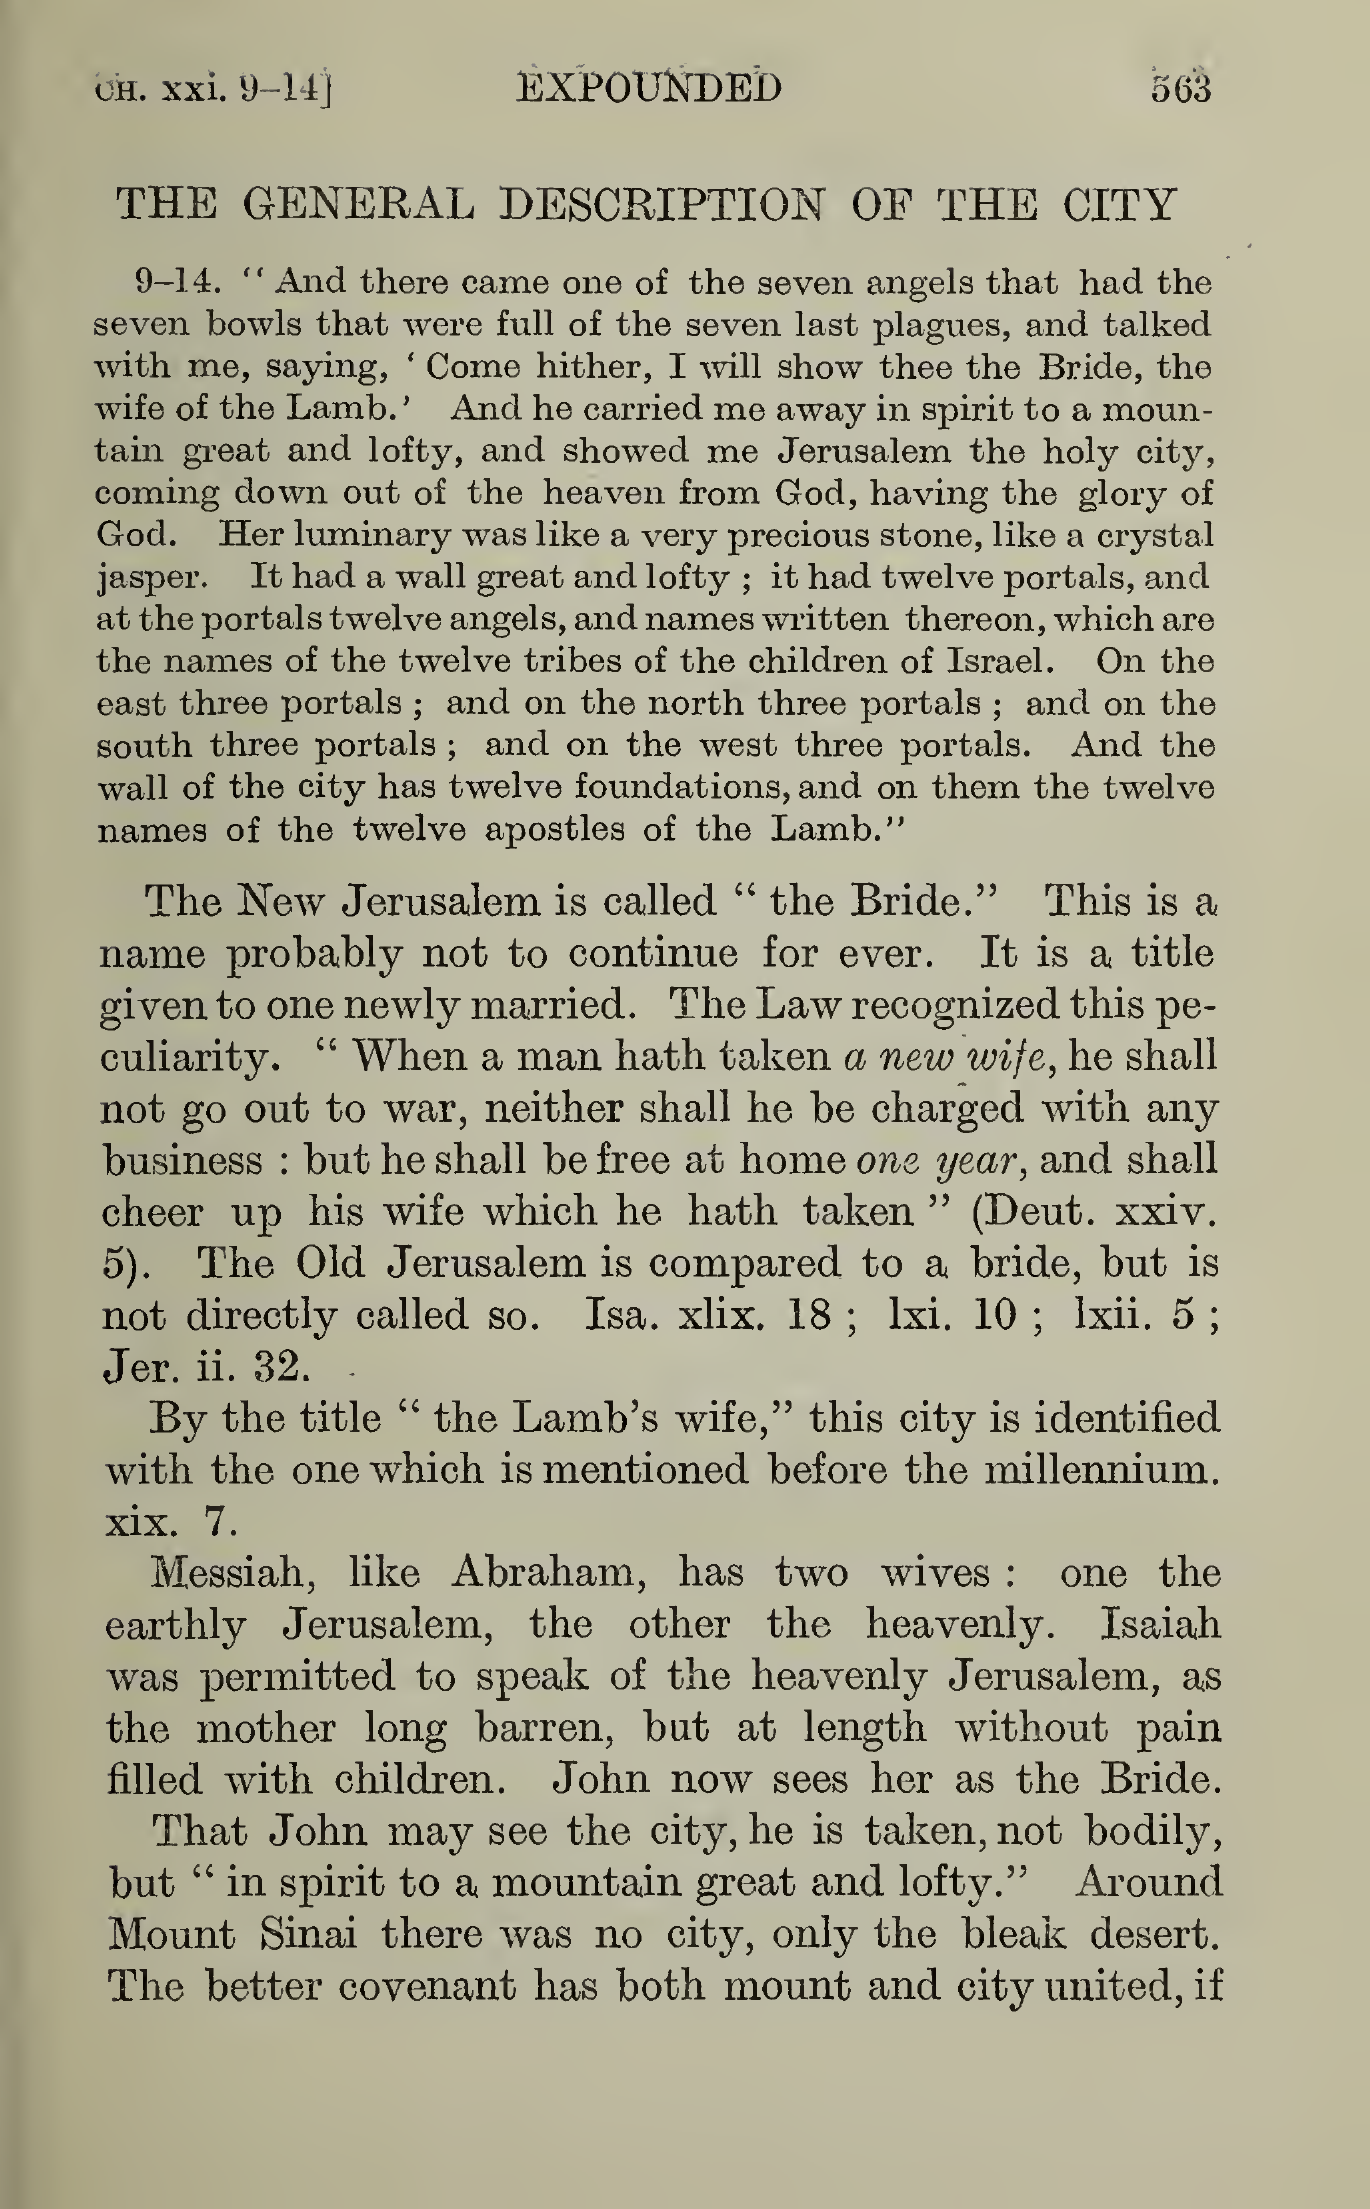 CH. xxi. 9–14] EXPOUNDED 563
THE GENERAL DESCRIPTION OF THE CITY
9–14. “ And there came one of the seven angels that had the
seven bowls that were full of the seven last plagues, and talked
with me, saying, ‘ Come hither, I will show thee the Bride, the
wife of the Lamb.’ And he carried me away in spirit to a moun-
tain great and lofty, and showed me Jerusalem the holy city,
coming down out of the heaven from God, having the glory of
God. Her luminary was like a very precious stone, like a crystal
jasper. It had a wall great and lofty ; it had twelve portals, and
at the portals twelve angels, and names written thereon, which are
the names of the twelve tribes of the children of Israel. On the
east three portals ; and on the north three portals ; and on the
south three portals ; and on the west three portals. And the
wall of the city has twelve foundations, and on them the twelve
names of the twelve apostles of the Lamb.”
The New Jerusalem is called “ the Bride.” This is a
name probably not to continue for ever. It is a title
given to one newly married. The Law recognized this pe-
culiarity. “ When a man hath taken a new wife, he shall
not go out to war, neither shall he be charged with any
business : but he shall be free at home one year, and shall
cheer up his wife which he hath taken ” (Deut. xxiv.
5). The Old Jerusalem is compared to a bride, but is
not directly called so. Isa. xlix. 18 ; lxi. 10 ; lxii. 5 ;
Jer. ii. 32.
By the title “ the Lamb’s wife,” this city is identified
with the one which is mentioned before the millennium.
xix. 7.
Messiah, like Abraham, has two wives : one the
earthly Jerusalem, the other the heavenly. Isaiah
was permitted to speak of the heavenly Jerusalem, as
the mother long barren, but at length without pain
filled with children. John now sees her as the Bride.
That John may see the city, he is taken, not bodily,
but “ in spirit to a mountain great and lofty.” Around
Mount Sinai there was no city, only the bleak desert.
The better covenant has both mount and city united, if